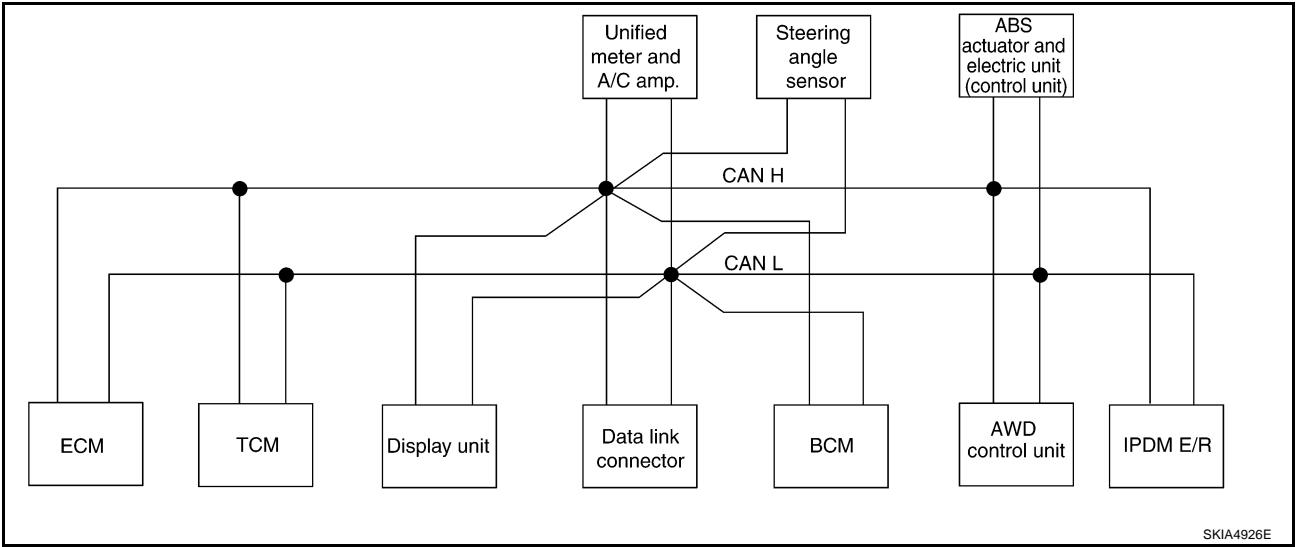 Unified
meter and
A/C amp.
Steering
angle
sensor
ABS
actuator and
electric unit
(control unit)
CAN H
CAN L
ECM
TCM
Display unit
Data link
connector
BCM
AWD
control unit
IPDM E/R
SKIA4926E